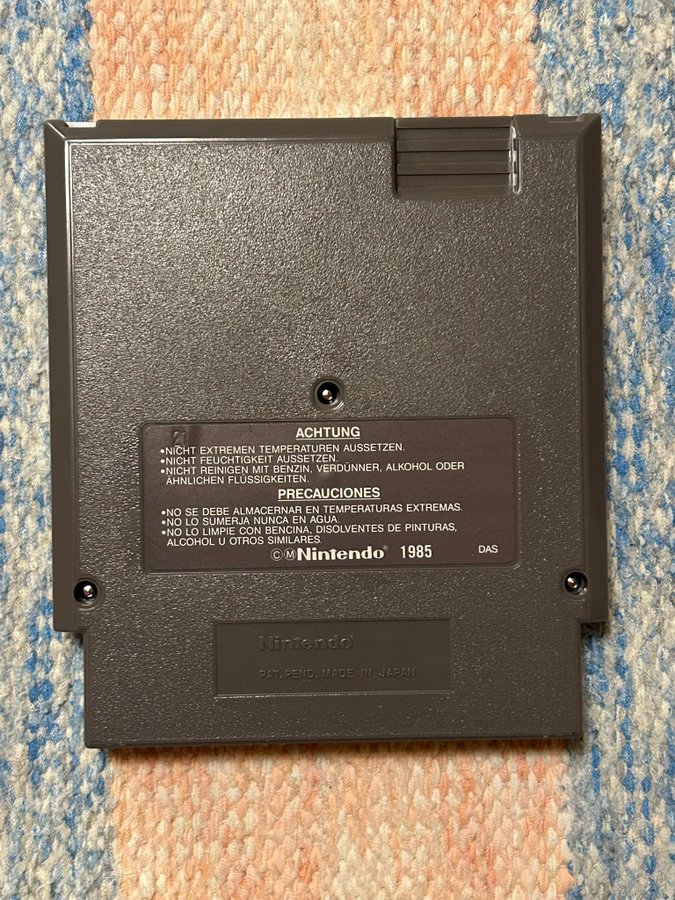 ACHTUNG
•NICHT EXTREMEN TEMPERATUREN AUSSETZEN.
•NICHT FEUCHTIGKEIT AUSSETZEN.
•NICHT REINIGEN MIT BENZIN, VERDÜNNER, ALKOHOL ODER
ÄHNLICHEN FLÜSSIGKEITEN.
PRECAUCIONES
•NO SE DEBE ALMACERNAR EN TEMPERATURAS EXTREMAS.
•NO LO SUMERJA NUNCA EN AGUA.
•NO LO LIMPIE CON BENCINA, DISOLVENTES DE PINTURAS,
ALCOHOL U OTROS SIMILARES.
©ⓂNintendo® 1985 DAS
Nintendo®
PAT. PEND. MADE IN JAPAN